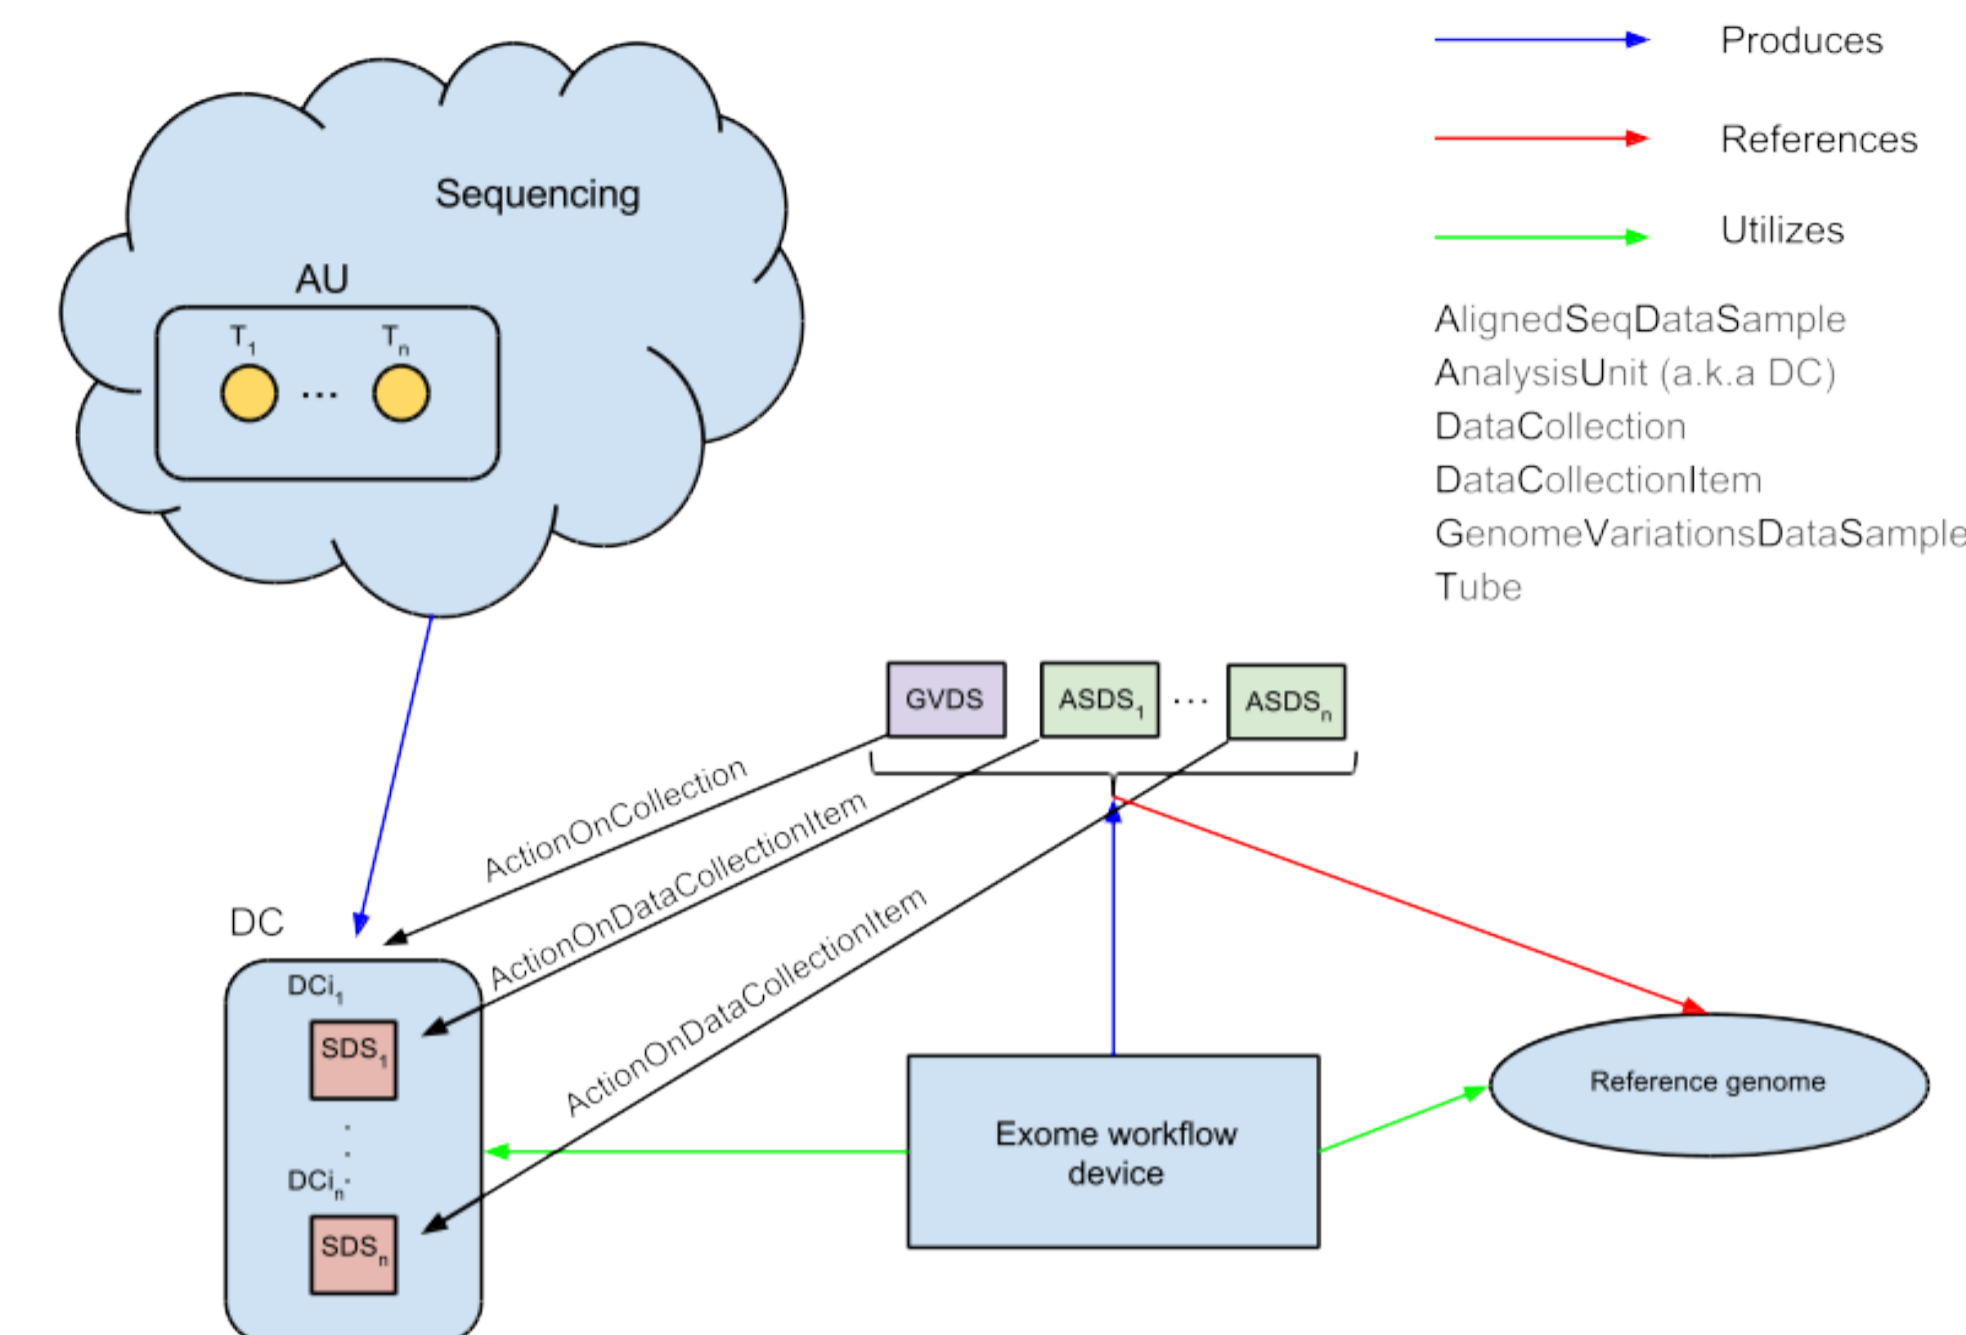 Produces
References
Utilizes
AlignedSeqDataSample
AnalysisUnit (a.k.a DC)
DataCollection
DataCollectionItem
GenomeVariationsDataSample
Tube
Sequencing
AU
T1 ... Tn
GVDS
ASDS1 ... ASDSn
ActionOnCollection
ActionOnDataCollectionItem
ActionOnDataCollectionItem
DC
DCi1
SDS1
DCin
SDSn
Exome workflow
device
Reference genome